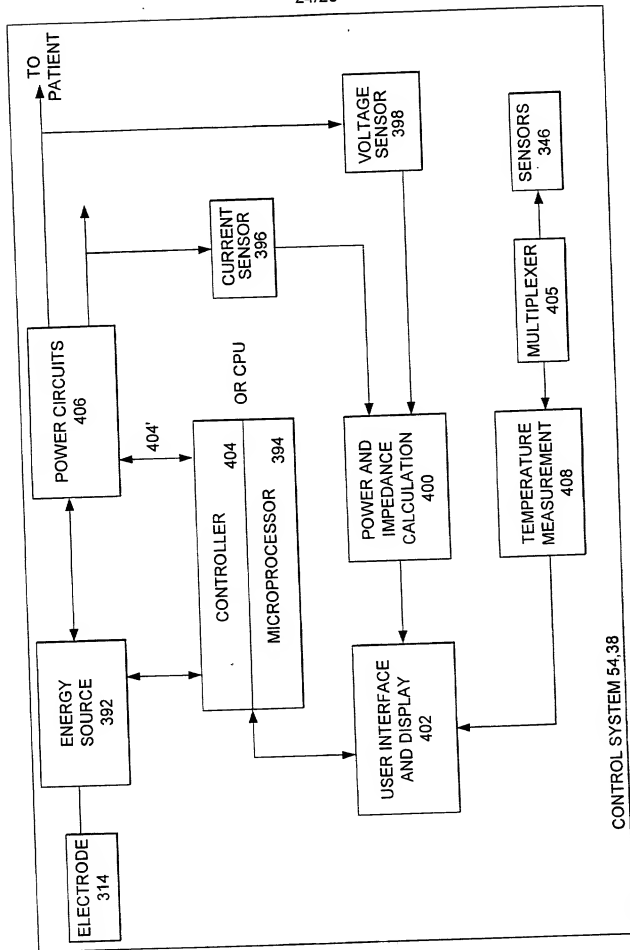 TO
PATIENT
POWER CIRCUITS
406
VOLTAGE
SENSOR
398
CURRENT
SENSOR
396
SENSORS
346
ENERGY
SOURCE
392
404'
CONTROLLER 404
MICROPROCESSOR 394
OR CPU
POWER AND
IMPEDANCE
CALCULATION
400
MULTIPLEXER
405
ELECTRODE
314
USER INTERFACE
AND DISPLAY
402
TEMPERATURE
MEASUREMENT
408
CONTROL SYSTEM 54,38